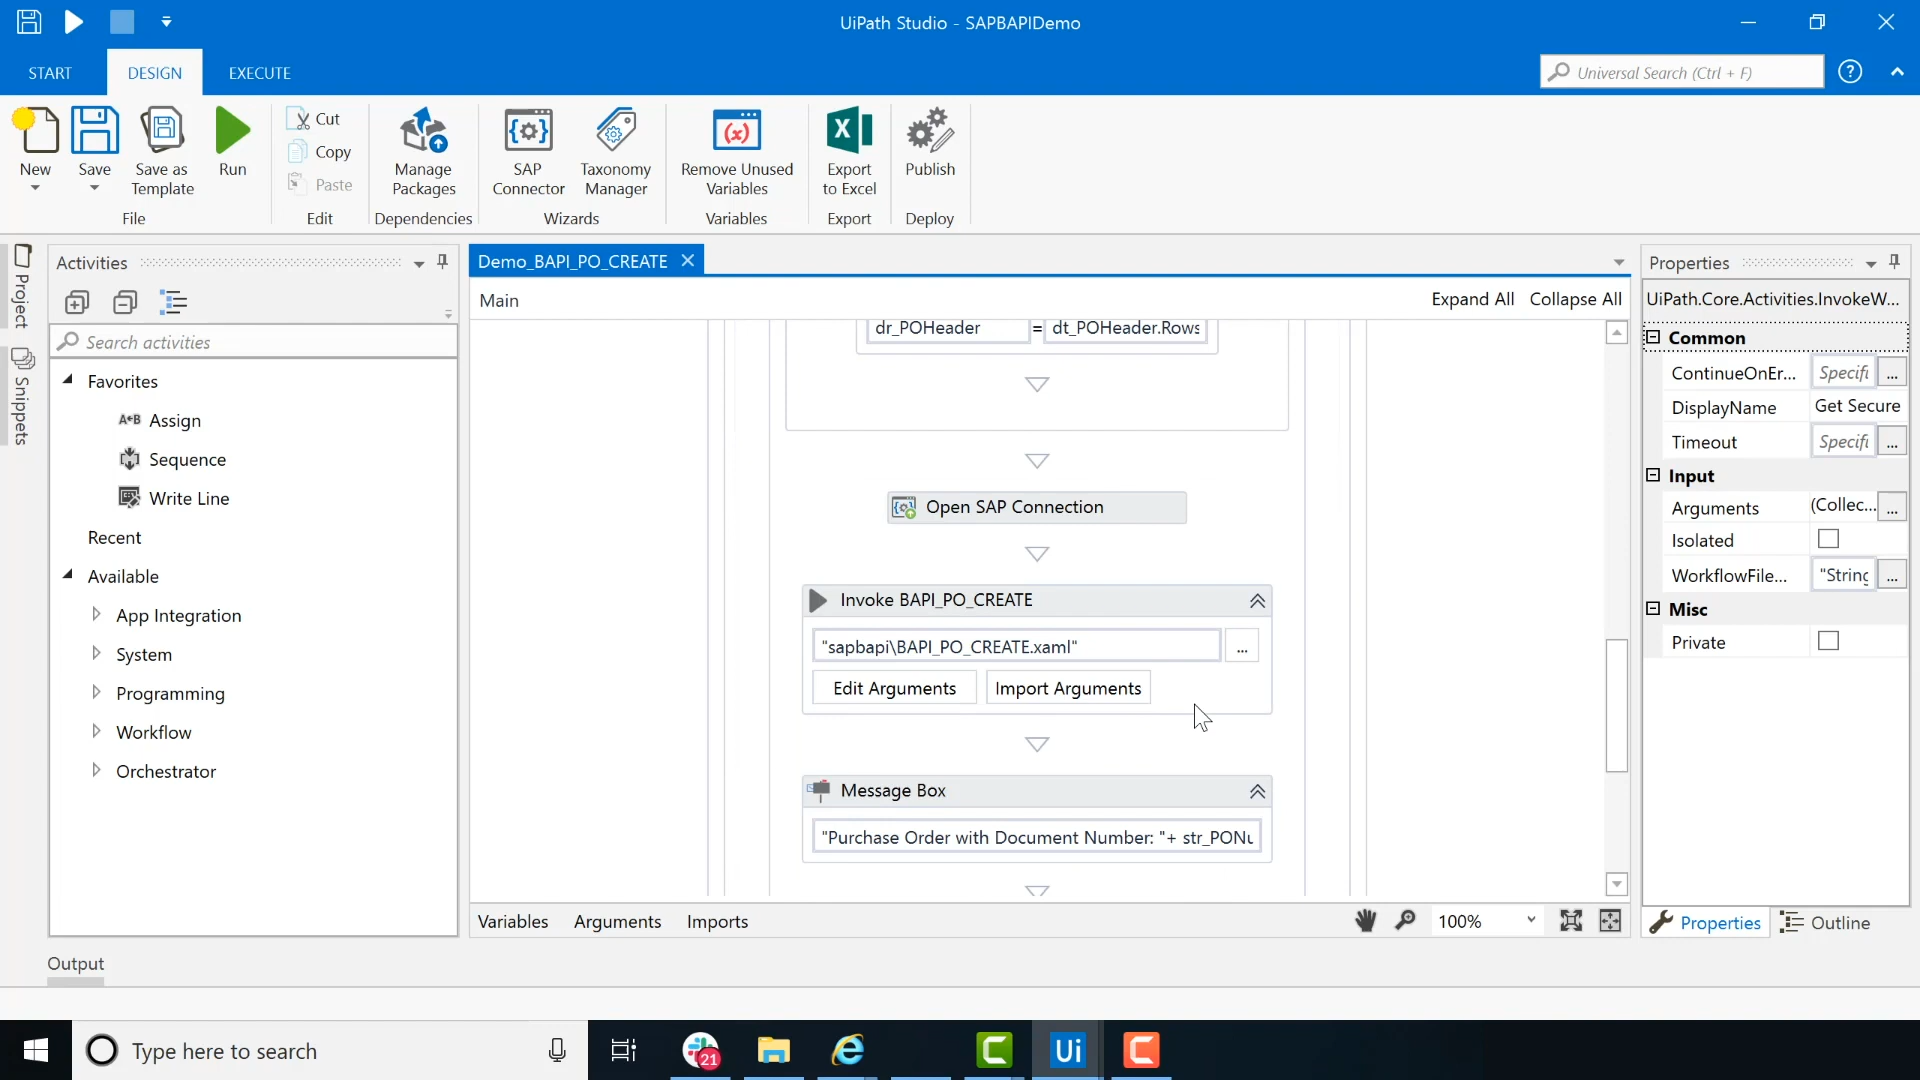 UiPath Studio - SAPBAPIDemo
START
DESIGN
EXECUTE
Universal Search (Ctrl + F)
?
New
Save
Save as
Template
Run
File
Cut
Copy
Paste
Edit
Manage
Packages
Dependencies
SAP
Connector
Taxonomy
Manager
Wizards
Remove Unused
Variables
Variables
Export
to Excel
Export
Publish
Deploy
Project
Snippets
Activities
Search activities
Favorites
A+B Assign
Sequence
Write Line
Recent
Available
App Integration
System
Programming
Workflow
Orchestrator
Demo_BAPI_PO_CREATE
Main
Expand All
Collapse All
dr_POHeader = dt_POHeader.Rows
Open SAP Connection
Invoke BAPI_PO_CREATE
"sapbapi\BAPI_PO_CREATE.xaml"
...
Edit Arguments
Import Arguments
Message Box
"Purchase Order with Document Number: "+ str_PONu
Variables
Arguments
Imports
100%
Properties
UiPath.Core.Activities.InvokeW...
Common
ContinueOnEr... Specifi ...
DisplayName Get Secure
Timeout Specifi ...
Input
Arguments (Collec... ...
Isolated
WorkflowFile... "String ...
Misc
Private
Properties
Outline
Output
Type here to search
21
Ui